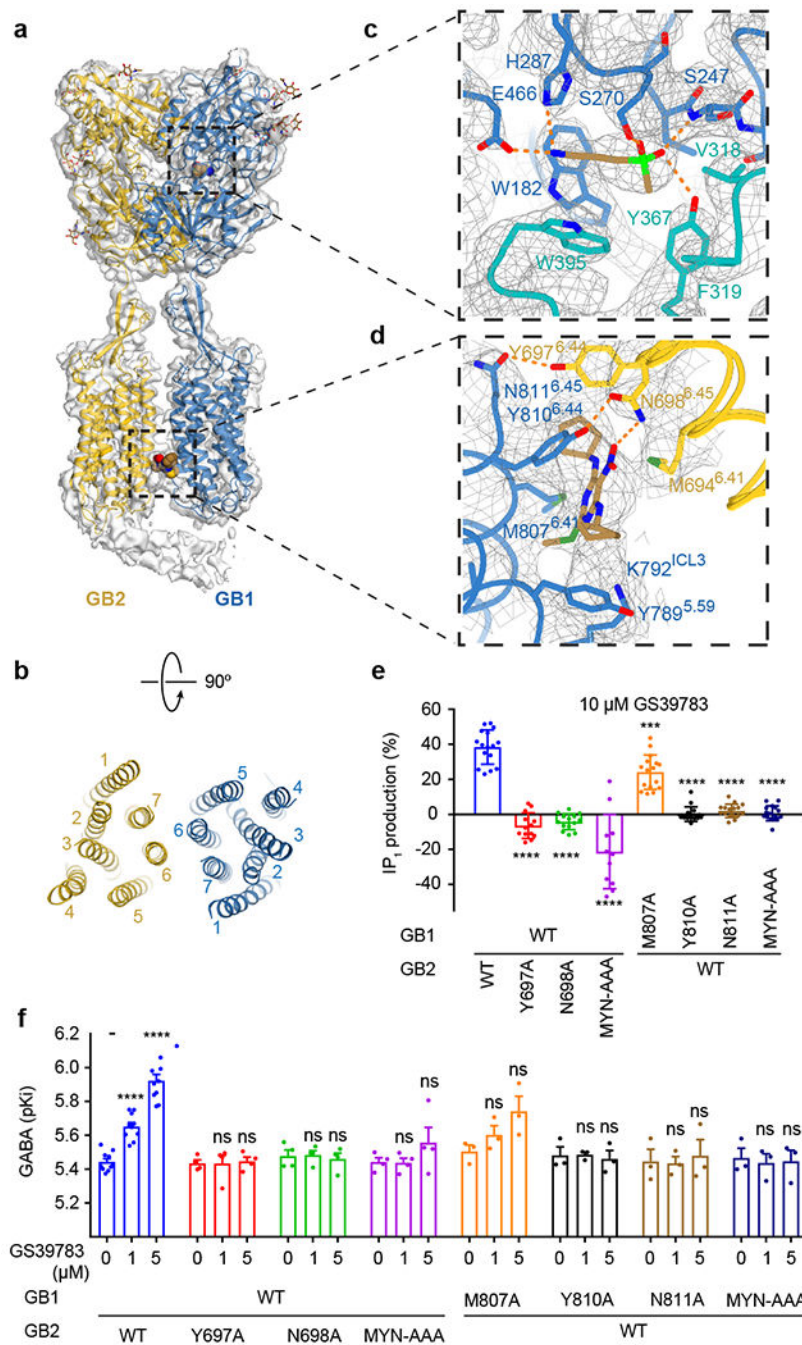 a
GB2
GB1
c
H287
E466
S270
S247
V318
W182
Y367
W395
F319
d
Y697^6.44
N811^6.45
Y810^6.44
N698^6.45
M694^6.41
M807^6.41
K792^ICL3
Y789^5.59
b
90º
1
2
7
3
6
4
5
5
4
6
3
7
2
1
e
10 µM GS39783
IP₁ production (%)
60
40
20
0
-20
-40
**** **** **** *** **** **** ****
GB1 WT M807A Y810A N811A MYN-AAA
GB2 WT Y697A N698A MYN-AAA WT
f
GABA (pKi)
6.2
6.0
5.8
5.6
5.4
5.2
- **** **** ns ns ns ns ns ns ns ns ns ns ns ns ns ns
GS39783 (µM) 0 1 5 0 1 5 0 1 5 0 1 5 0 1 5 0 1 5 0 1 5 0 1 5
GB1 WT M807A Y810A N811A MYN-AAA
GB2 WT Y697A N698A MYN-AAA WT